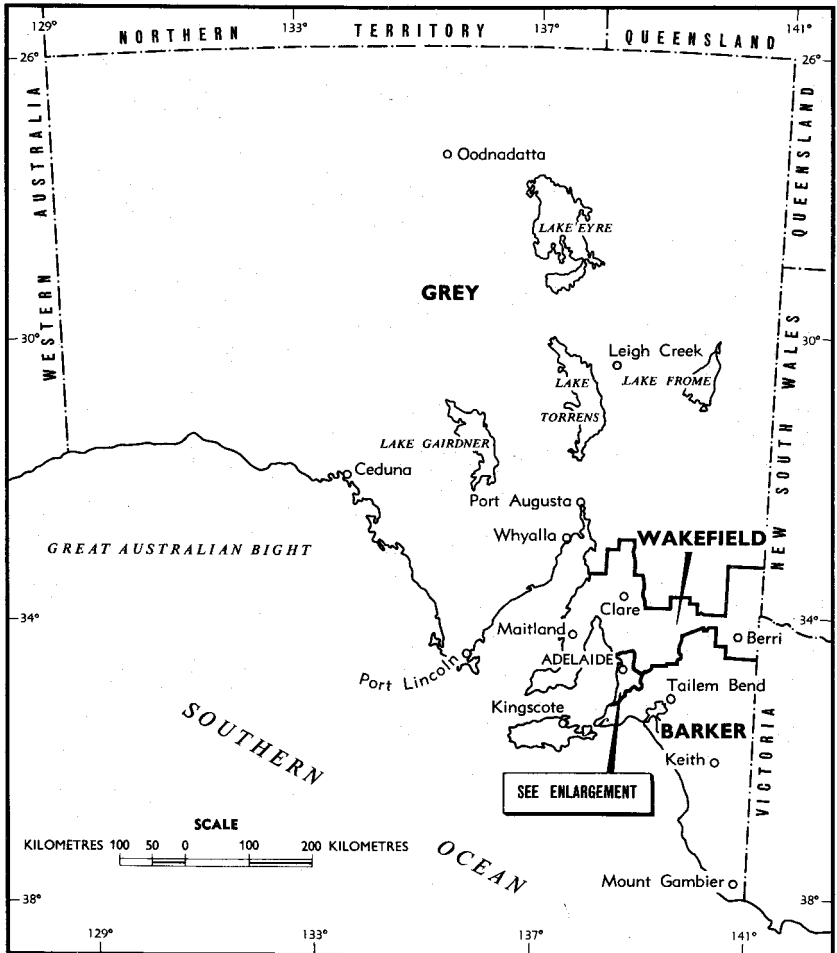 129° 133° 137° 141°
NORTHERN TERRITORY QUEENSLAND
26° 26°
WESTERN AUSTRALIA
QUEENSLAND
Oodnadatta
LAKE EYRE
GREY
30° 30°
Leigh Creek
LAKE FROME
LAKE
TORRENS
LAKE GAIRDNER
NEW SOUTH WALES
Ceduna
Port Augusta
Whyalla
WAKEFIELD
GREAT AUSTRALIAN BIGHT
Clare
34° 34°
Maitland
Berri
ADELAIDE
Port Lincoln
Tailem Bend
Kingscote
BARKER
SOUTHERN
Keith
VICTORIA
SEE ENLARGEMENT
SCALE
KILOMETRES 100 50 0 100 200 KILOMETRES
OCEAN
Mount Gambier
38° 38°
129° 133° 137° 141°